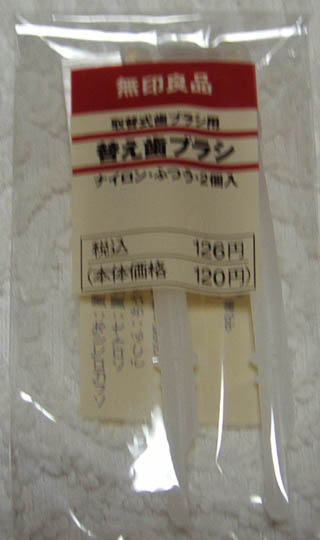 無印良品
取替式歯ブラシ用
替え歯ブラシ
ナイロン・ふつう・2個入
税込 126円
(本体価格 120円)